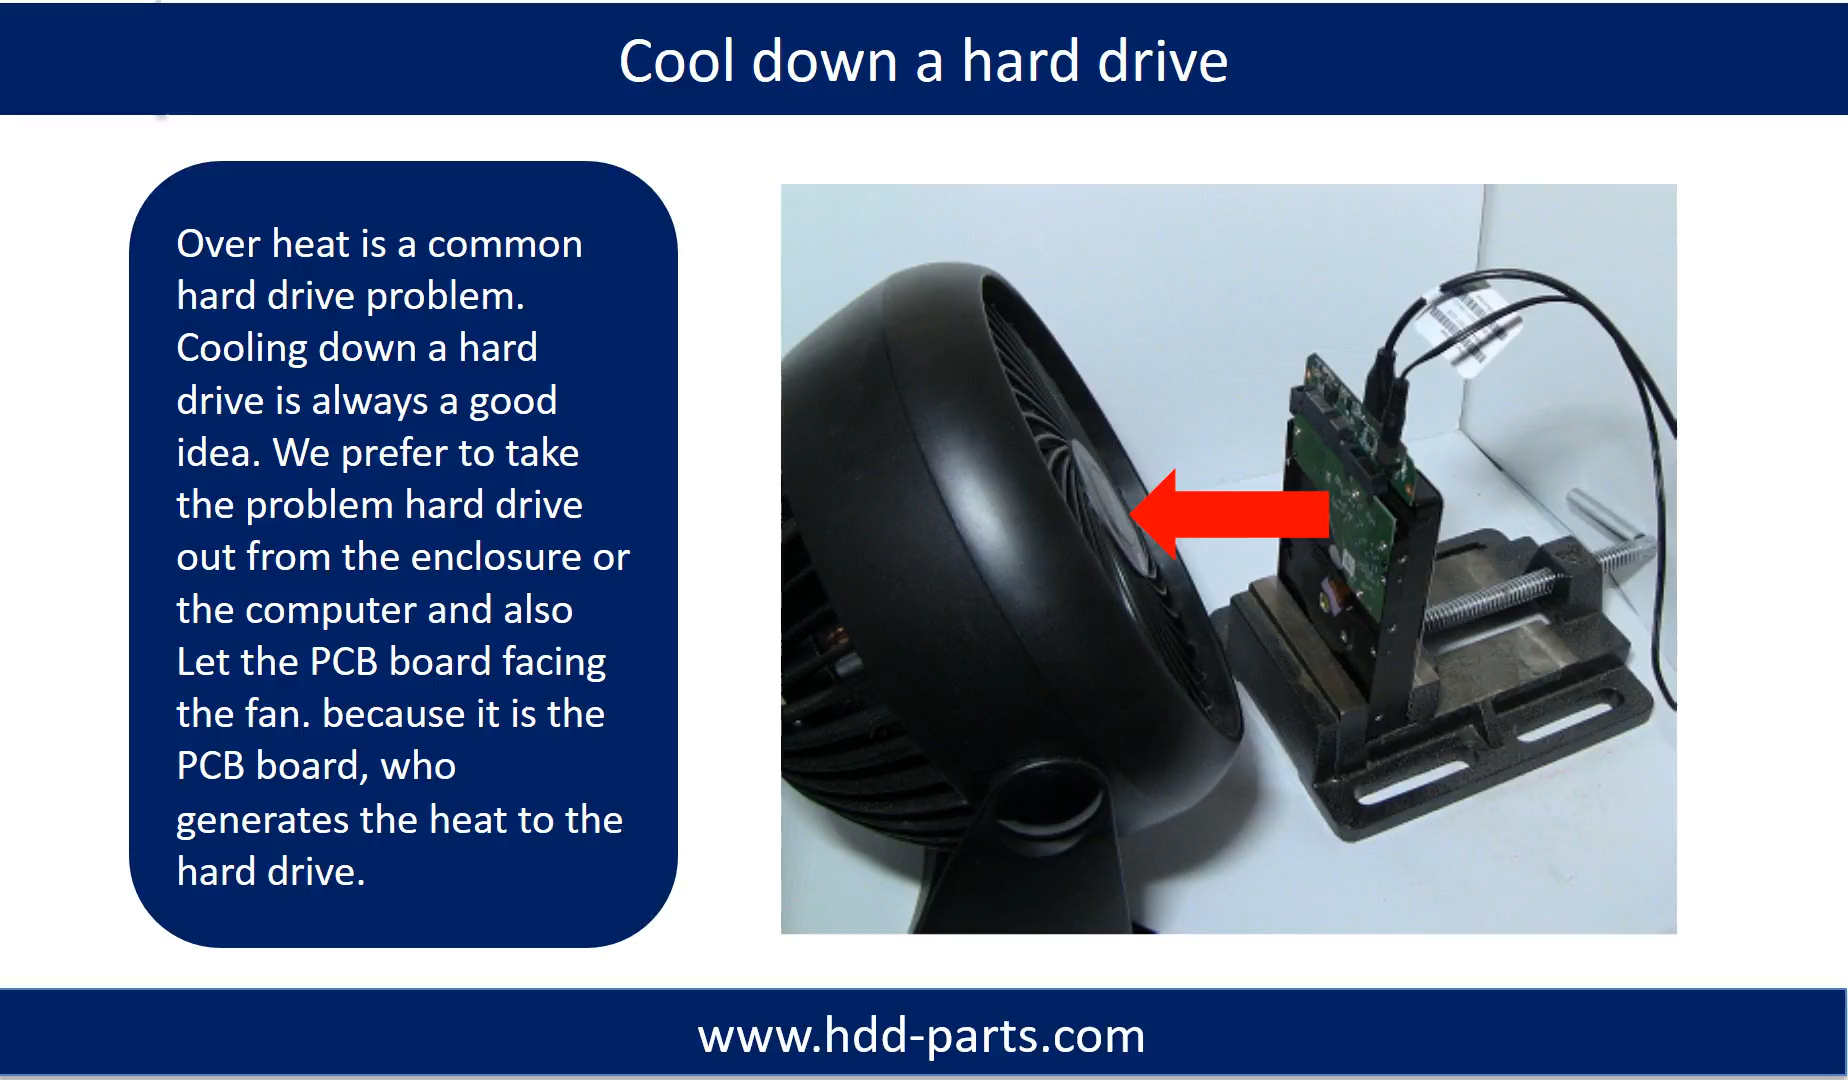 Cool down a hard drive
Over heat is a common
hard drive problem.
Cooling down a hard
drive is always a good
idea. We prefer to take
the problem hard drive
out from the enclosure or
the computer and also
Let the PCB board facing
the fan. because it is the
PCB board, who
generates the heat to the
hard drive.
www.hdd-parts.com